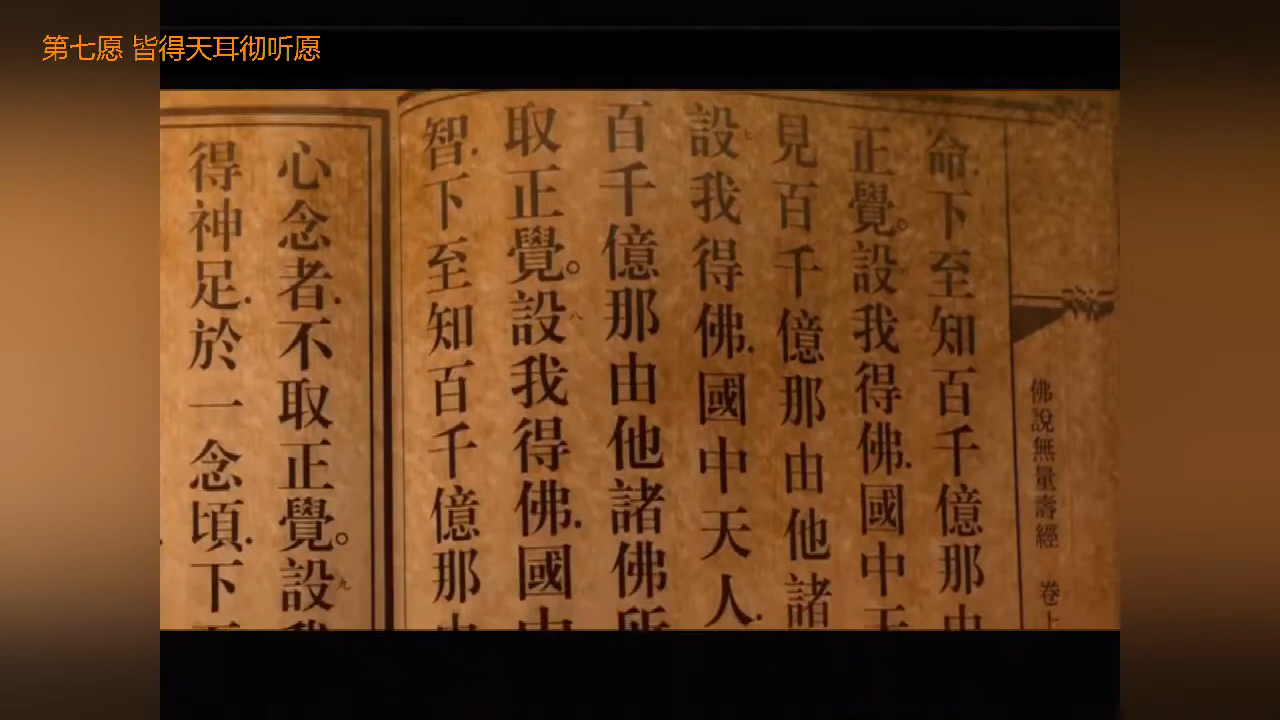 第七愿 皆得天耳彻听愿
佛說無量壽經 卷上
命.下至知百千億那由
正覺。設我得佛.國中天
見百千億那由他諸
設我得佛.國中天人.
百千億那由他諸佛所
取正覺。設我得佛.國中
智.下至知百千億那
心念者.不取正覺。設我
得神足.於一念頃.下